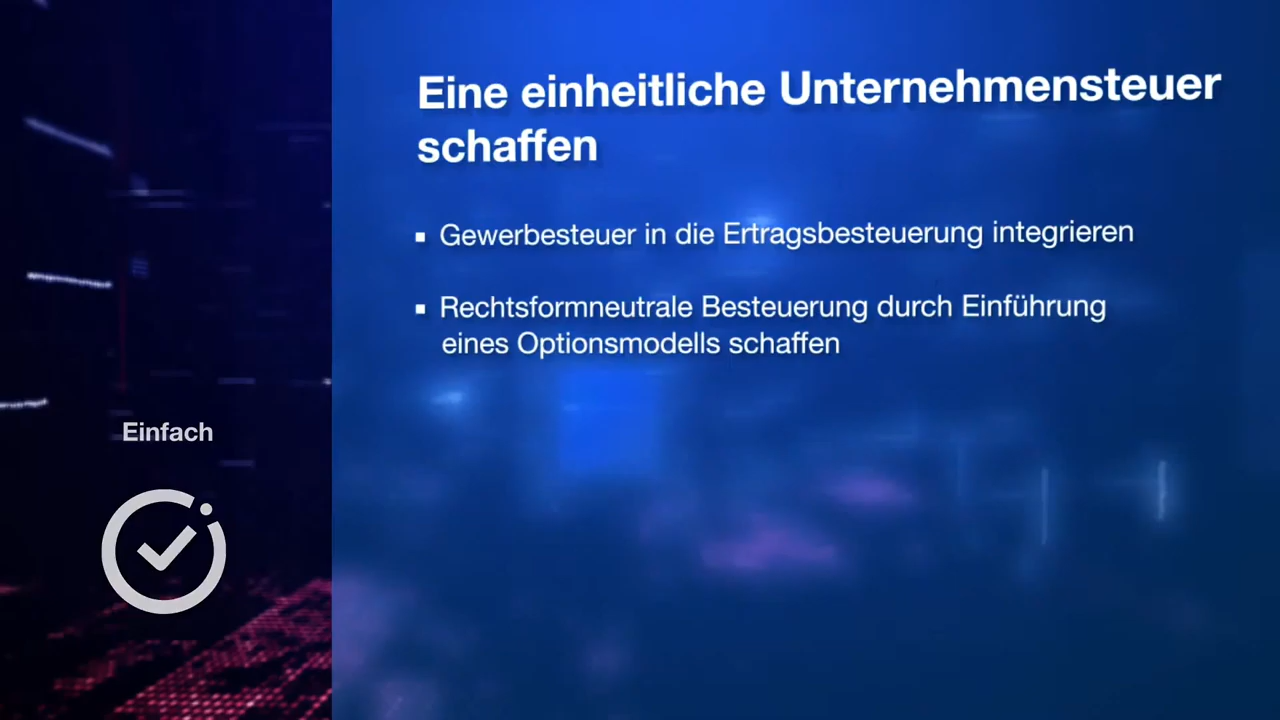 Eine einheitliche Unternehmensteuer
schaffen
▪ Gewerbesteuer in die Ertragsbesteuerung integrieren
▪ Rechtsformneutrale Besteuerung durch Einführung
eines Optionsmodells schaffen
Einfach